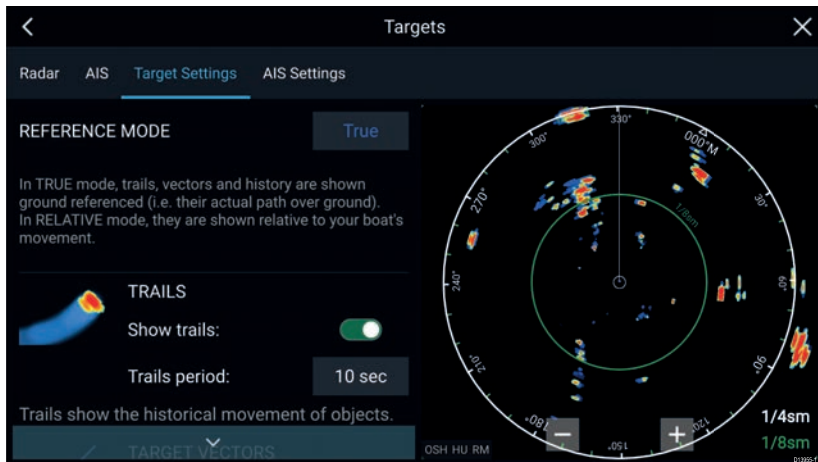 Targets
Radar AIS Target Settings AIS Settings
REFERENCE MODE True
In TRUE mode, trails, vectors and history are shown
ground referenced (i.e. their actual path over ground).
In RELATIVE mode, they are shown relative to your boat's
movement.
TRAILS
Show trails:
Trails period: 10 sec
Trails show the historical movement of objects.
TARGET VECTORS
330°
000°M
30°
60°
90°
120°
150°
180°
210°
240°
270°
300°
1/8sm
− +
OSH HU RM
1/4sm
1/8sm
D13955-1